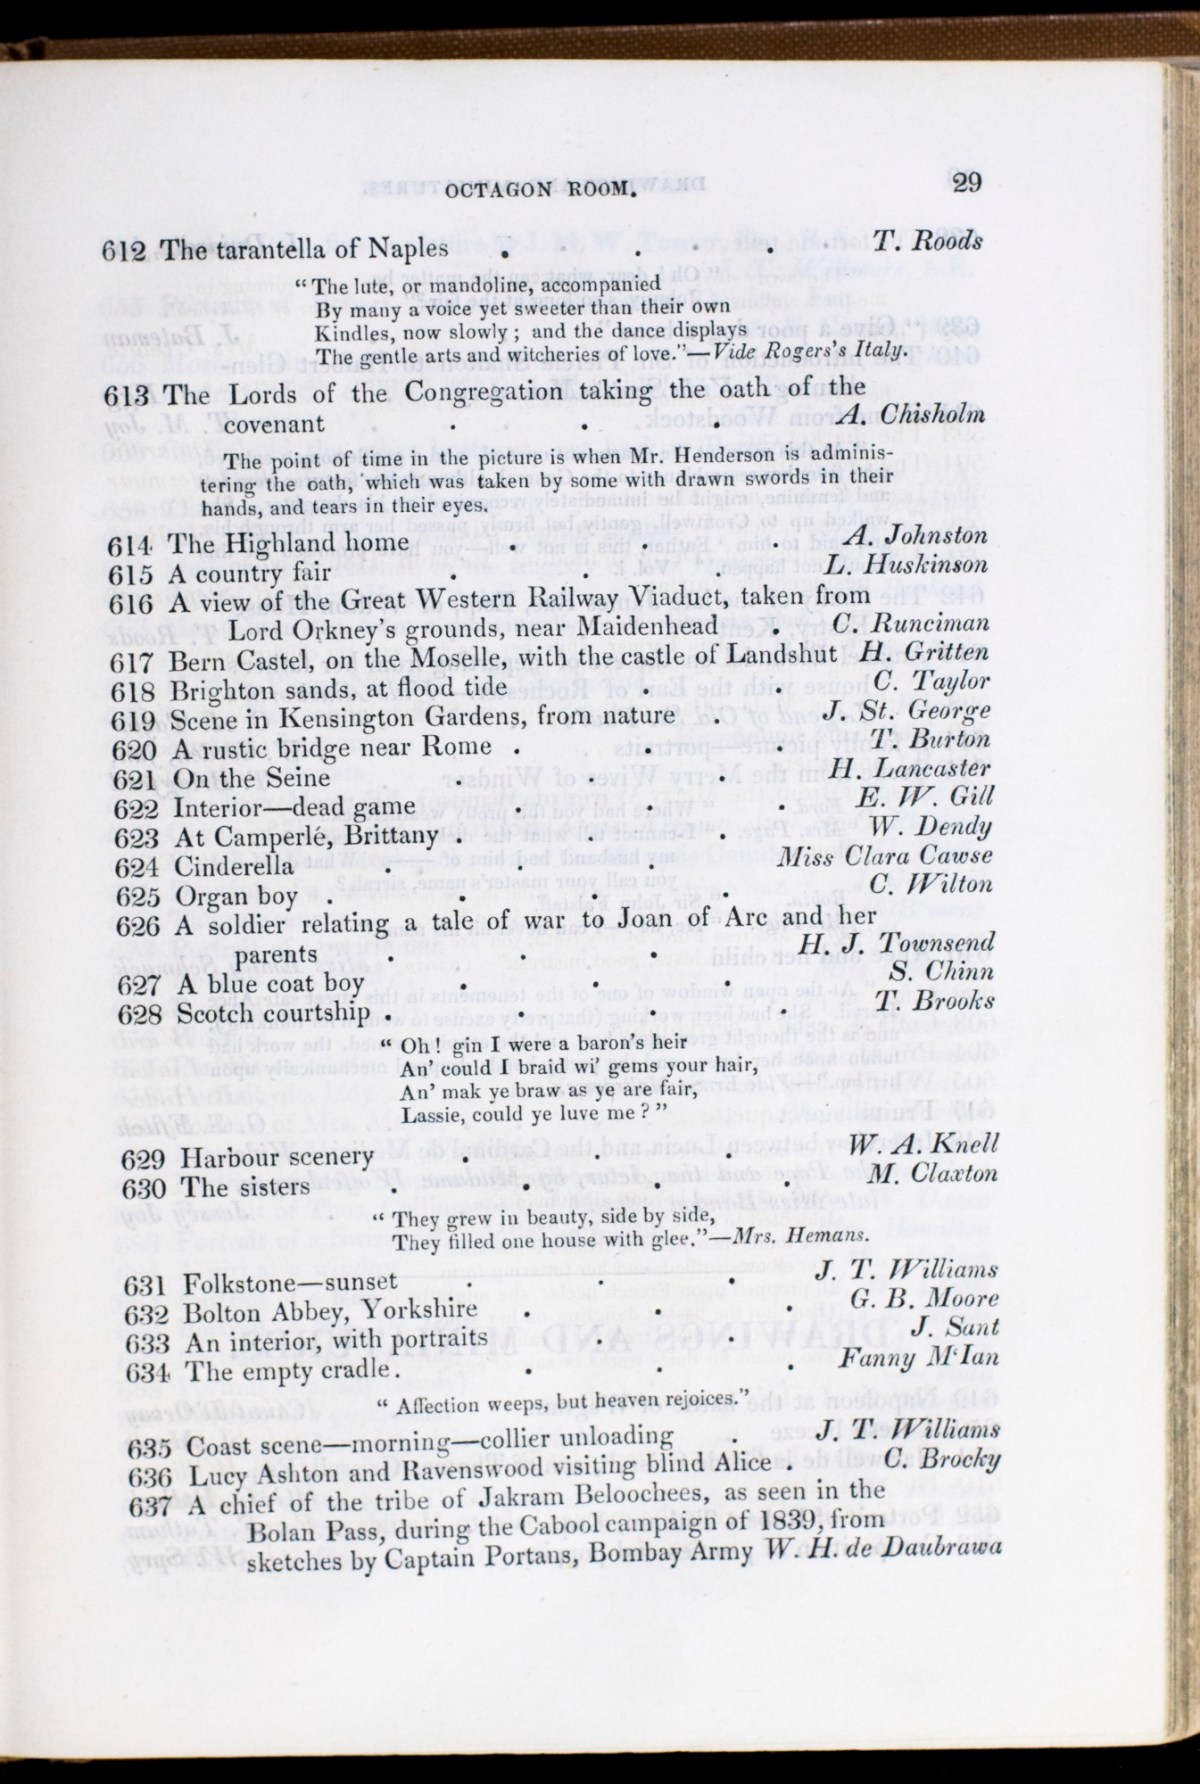 OCTAGON ROOM. 29
612 The tarantella of Naples . . . T. Roods
“The lute, or mandoline, accompanied
By many a voice yet sweeter than their own
Kindles, now slowly ; and the dance displays
The gentle arts and witcheries of love.”—Vide Rogers's Italy.
613 The Lords of the Congregation taking the oath of the
covenant . . . A. Chisholm
The point of time in the picture is when Mr. Henderson is adminis-
tering the oath, which was taken by some with drawn swords in their
hands, and tears in their eyes.
614 The Highland home . . . A. Johnston
615 A country fair . . . L. Huskinson
616 A view of the Great Western Railway Viaduct, taken from
Lord Orkney's grounds, near Maidenhead . C. Runciman
617 Bern Castel, on the Moselle, with the castle of Landshut H. Gritten
618 Brighton sands, at flood tide . . C. Taylor
619 Scene in Kensington Gardens, from nature . J. St. George
620 A rustic bridge near Rome . . . T. Burton
621 On the Seine . . . H. Lancaster
622 Interior—dead game . . . E. W. Gill
623 At Camperlé, Brittany . . . W. Dendy
624 Cinderella . . . Miss Clara Cawse
625 Organ boy . . . . C. Wilton
626 A soldier relating a tale of war to Joan of Arc and her
parents . . . H. J. Townsend
627 A blue coat boy . . . S. Chinn
628 Scotch courtship . . . . T. Brooks
“ Oh! gin I were a baron's heir
An' could I braid wi' gems your hair,
An' mak ye braw as ye are fair,
Lassie, could ye luve me ? ”
629 Harbour scenery . . . W. A. Knell
630 The sisters . . . . M. Claxton
“ They grew in beauty, side by side,
They filled one house with glee.”—Mrs. Hemans.
631 Folkstone—sunset . . . J. T. Williams
632 Bolton Abbey, Yorkshire . . . G. B. Moore
633 An interior, with portraits . . J. Sant
634 The empty cradle . . . . Fanny M‘Ian
“ Affection weeps, but heaven rejoices.”
635 Coast scene—morning—collier unloading . J. T. Williams
636 Lucy Ashton and Ravenswood visiting blind Alice . C. Brocky
637 A chief of the tribe of Jakram Beloochees, as seen in the
Bolan Pass, during the Cabool campaign of 1839, from
sketches by Captain Portans, Bombay Army W. H. de Daubrawa